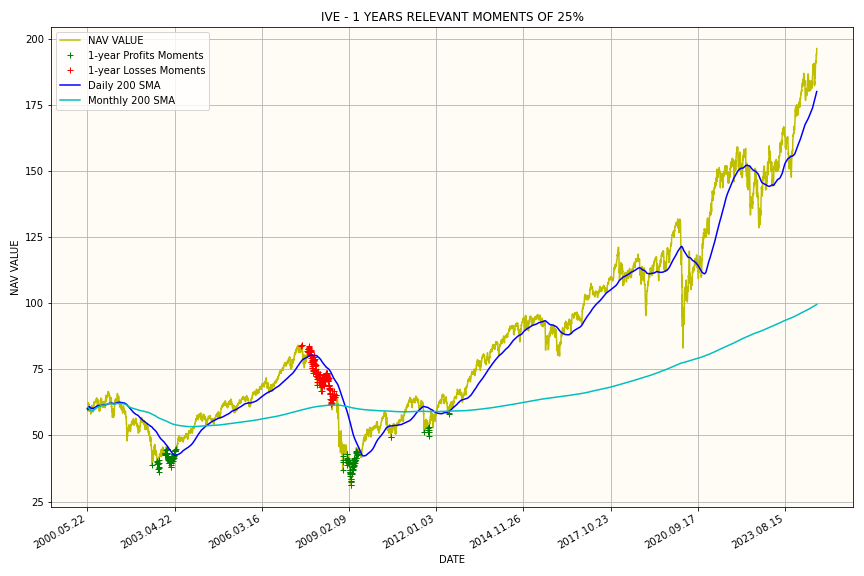 IVE - 1 YEARS RELEVANT MOMENTS OF 25%
NAV VALUE
1-year Profits Moments
1-year Losses Moments
Daily 200 SMA
Monthly 200 SMA
NAV VALUE
200
175
150
125
100
75
50
25
2000.05.22
2003.04.22
2006.03.16
2009.02.09
2012.01.03
2014.11.26
2017.10.23
2020.09.17
2023.08.15
DATE